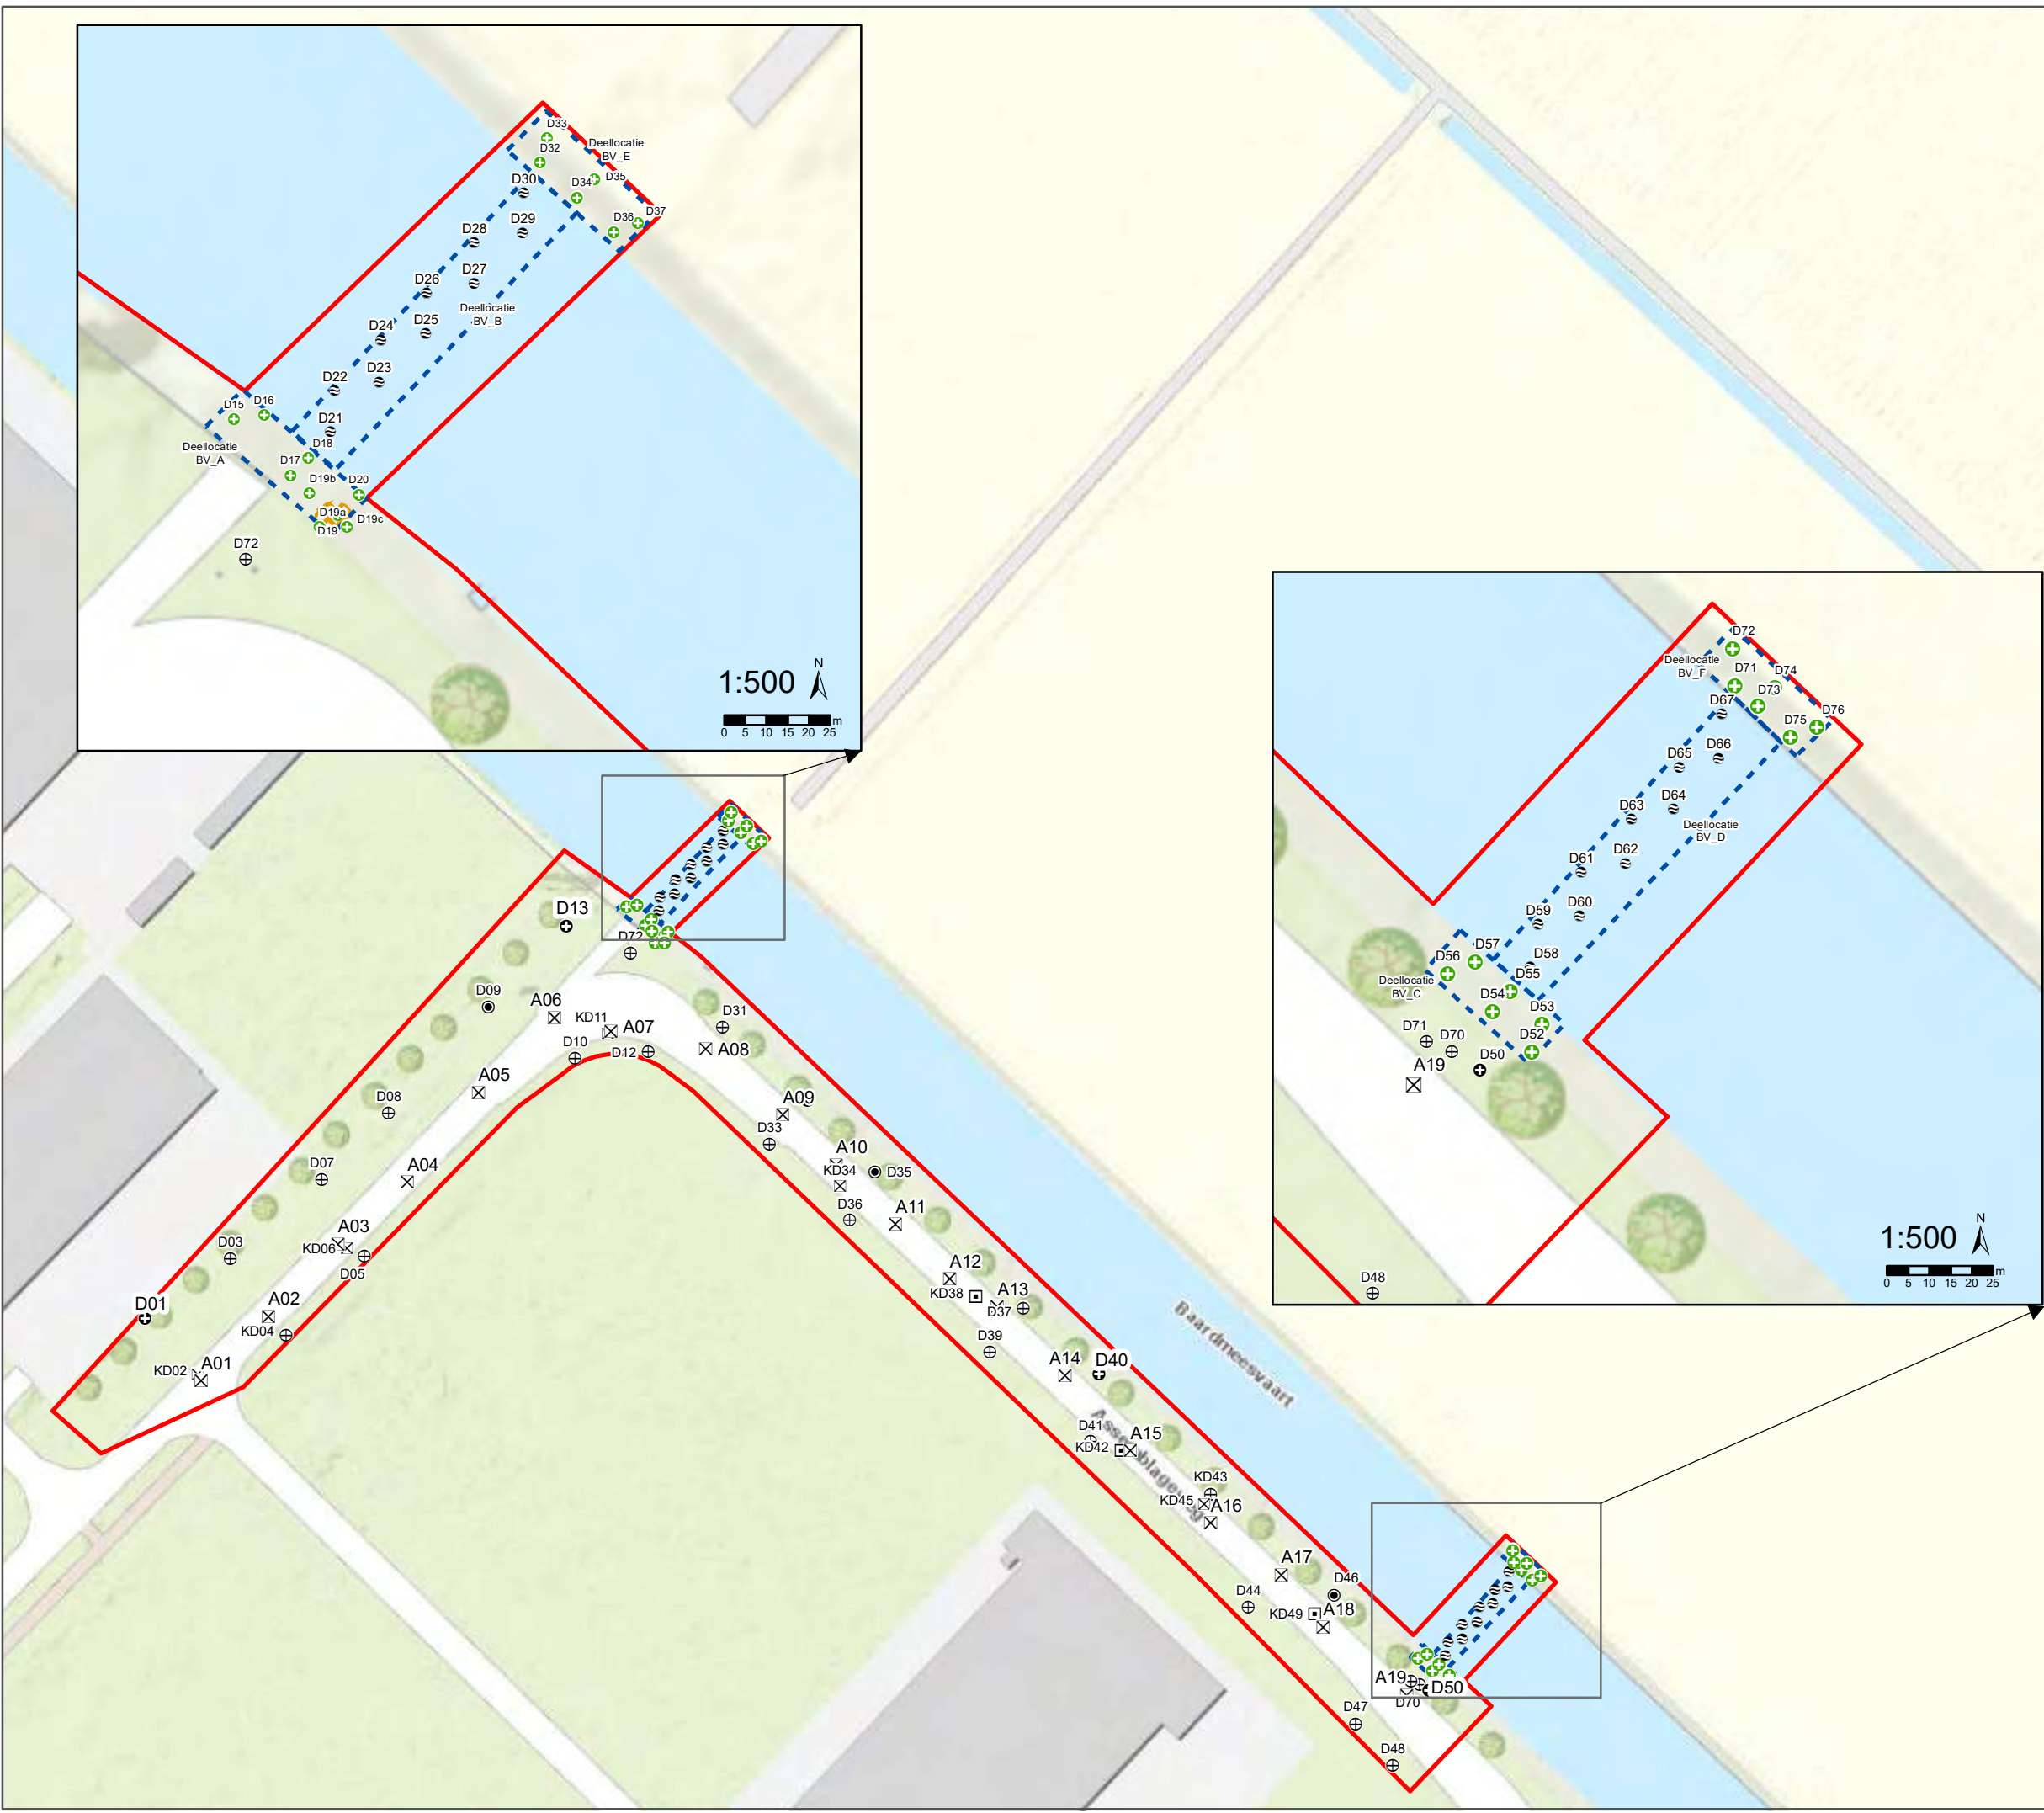 D33
D32
Deellocatie
BV_E
D30
D34
D35
D29
D28
D36
D37
D27
D26
Deellocatie
BV_B
D24
D25
D22
D23
D15
D16
D21
Deellocatie
BV_A
D18
D17
D19b
D20
D19a
D19c
D19
D72
1:500
N
0 5 10 15 20 25
m
D72
Deellocatie
BV_F
D71
D74
D73
D67
D76
D75
D65
D66
D63
D64
Deellocatie
BV_D
D61
D62
D59
D60
D57
D56
D58
Deellocatie
BV_C
D55
D54
D53
D52
D71
D70
D50
A19
D48
1:500
N
0 5 10 15 20 25
m
D13
D72
D09
A06
KD11
A07
D31
D10
D12
A08
A05
D08
A09
D33
A10
KD34
D35
D07
A04
D36
A11
A03
KD06
D03
D05
A12
KD38
A13
D37
D01
A02
KD04
D39
KD02
A01
A14
D40
Baardmeesvaart
D41
A15
KD42
Assemblageweg
KD43
KD45
A16
A17
D46
D44
KD49
A18
A19
D50
D70
D47
D48